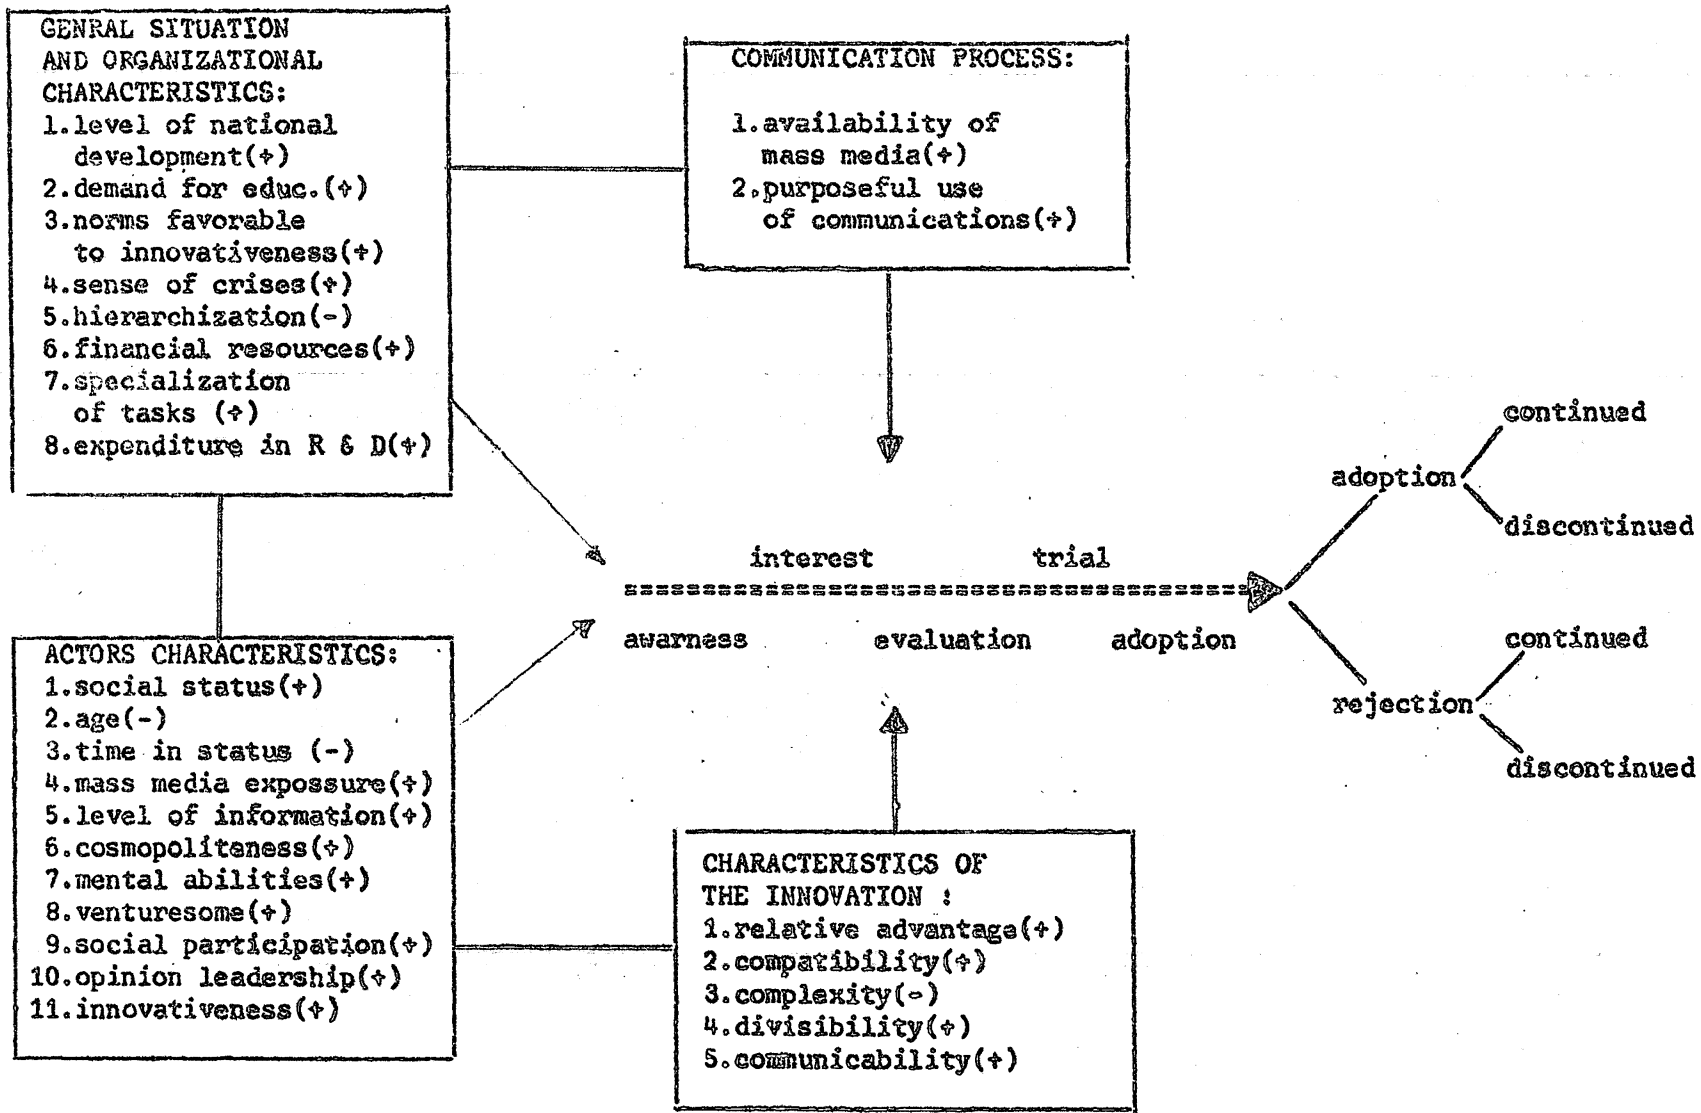 GENRAL SITUATION
AND ORGANIZATIONAL
CHARACTERISTICS:
1.level of national
development(+)
2.demand for educ.(+)
3.norms favorable
to innovativeness(+)
4.sense of crises(+)
5.hierarchization(-)
6.financial resources(+)
7.specialization
of tasks (+)
8.expenditure in R & D(+)
COMMUNICATION PROCESS:
1.availability of
mass media(+)
2.purposeful use
of communications(+)
interest trial
awarness evaluation adoption
adoption
continued
discontinued
rejection
continued
discontinued
ACTORS CHARACTERISTICS:
1.social status(+)
2.age(-)
3.time in status (-)
4.mass media expossure(+)
5.level of information(+)
6.cosmopoliteness(+)
7.mental abilities(+)
8.venturesome(+)
9.social participation(+)
10.opinion leadership(+)
11.innovativeness(+)
CHARACTERISTICS OF
THE INNOVATION :
1.relative advantage(+)
2.compatibility(+)
3.complexity(-)
4.divisibility(+)
5.communicability(+)